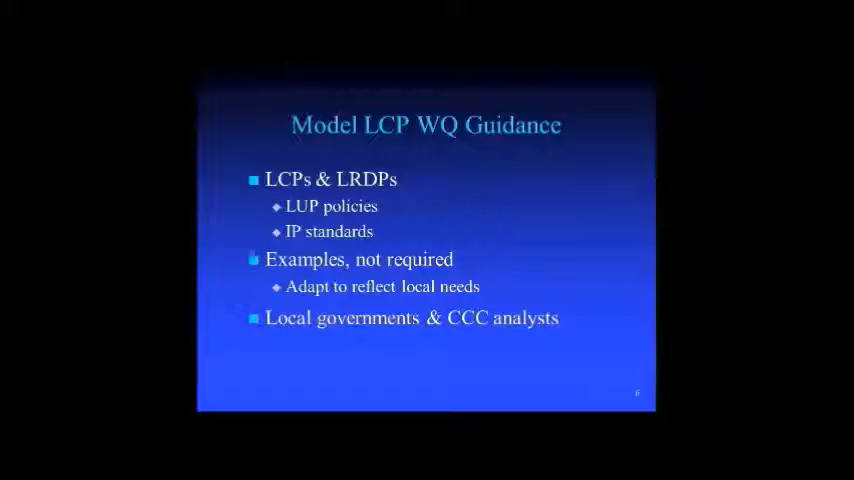 Model LCP WQ Guidance
LCPs & LRDPs
LUP policies
IP standards
Examples, not required
Adapt to reflect local needs
Local governments & CCC analysts
6